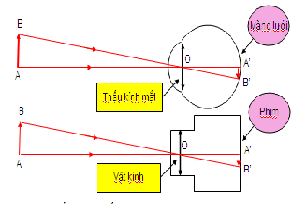 B
màng lưới
O
A
A'
B'
Thấu kính mắt
B
Phim
O
A
A'
B'
Vật kính